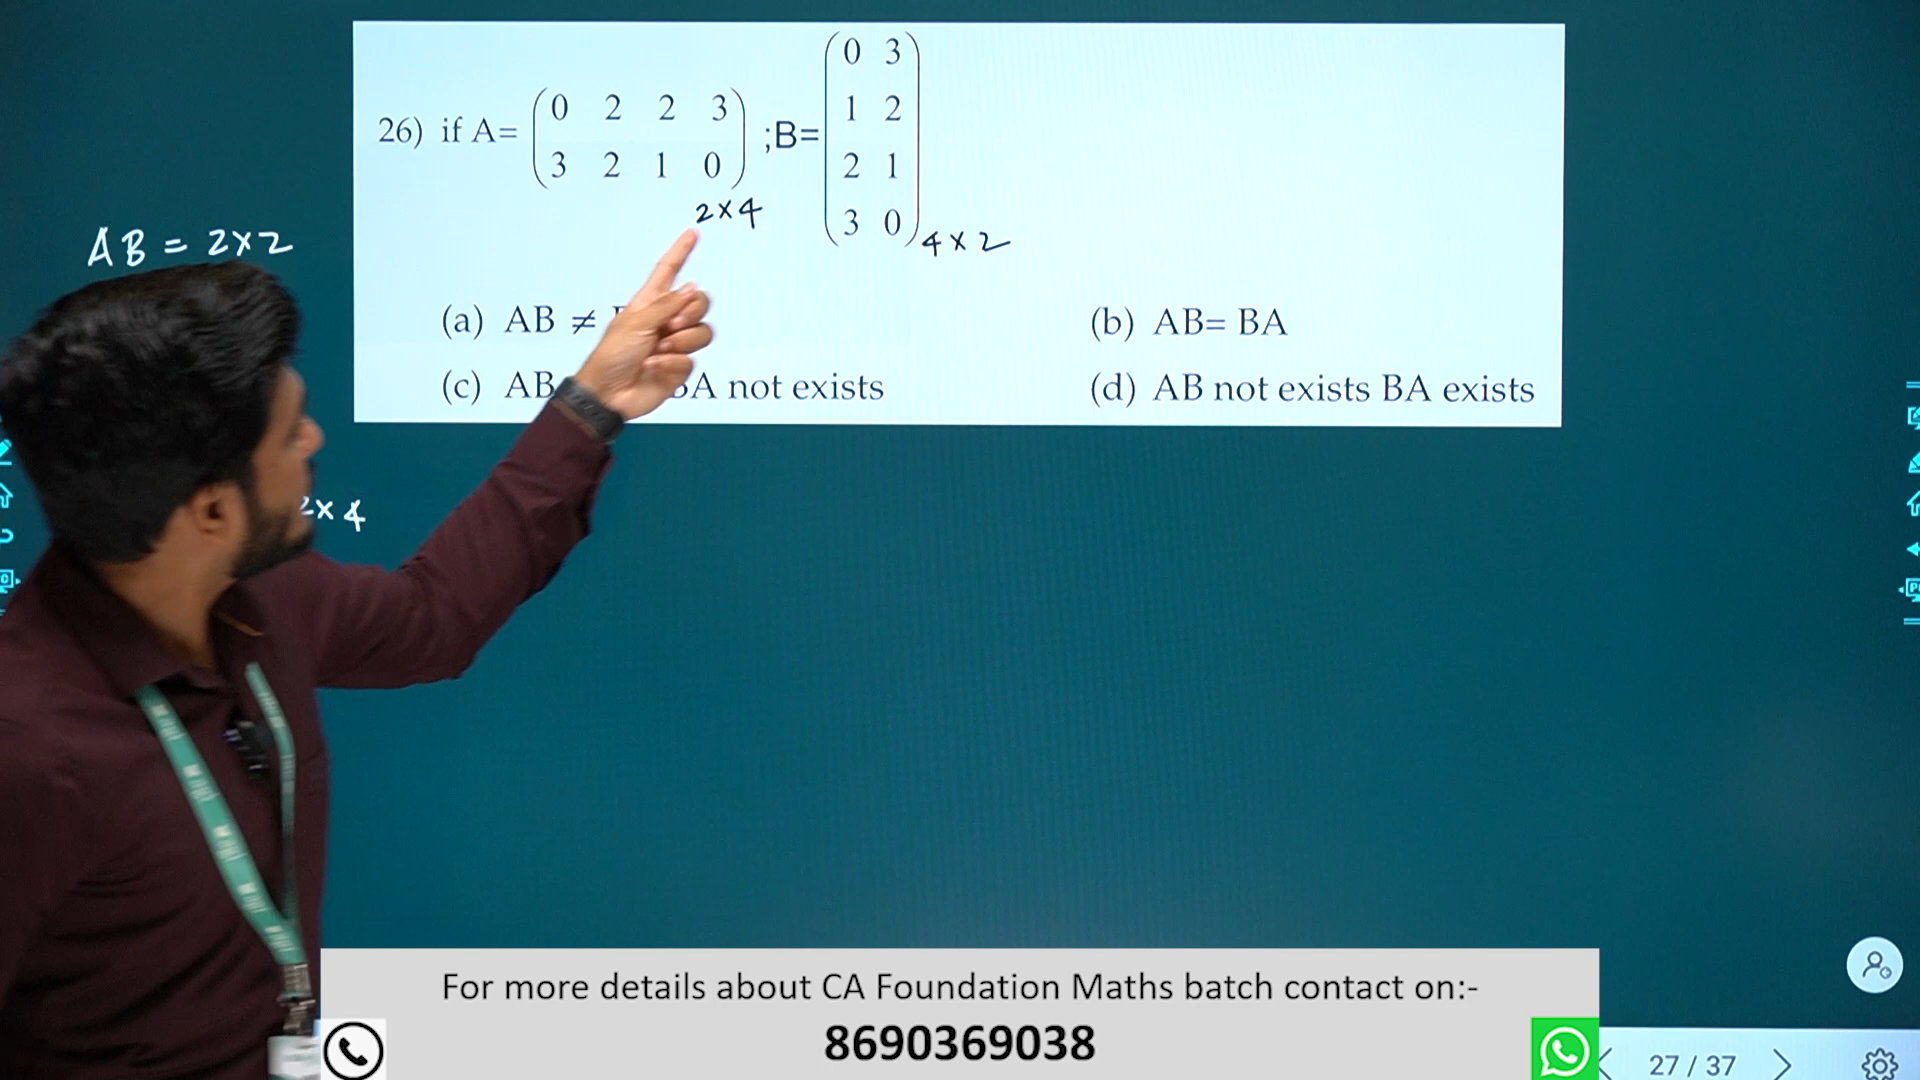 26) if A= 0 2 2 3 ;B= 0 3
3 2 1 0 1 2
2 1
3 0
2×4
4×2
AB = 2×2
(a) AB ≠
(b) AB= BA
(c) AB BA not exists
(d) AB not exists BA exists
2×4
For more details about CA Foundation Maths batch contact on:-
8690369038
27 / 37